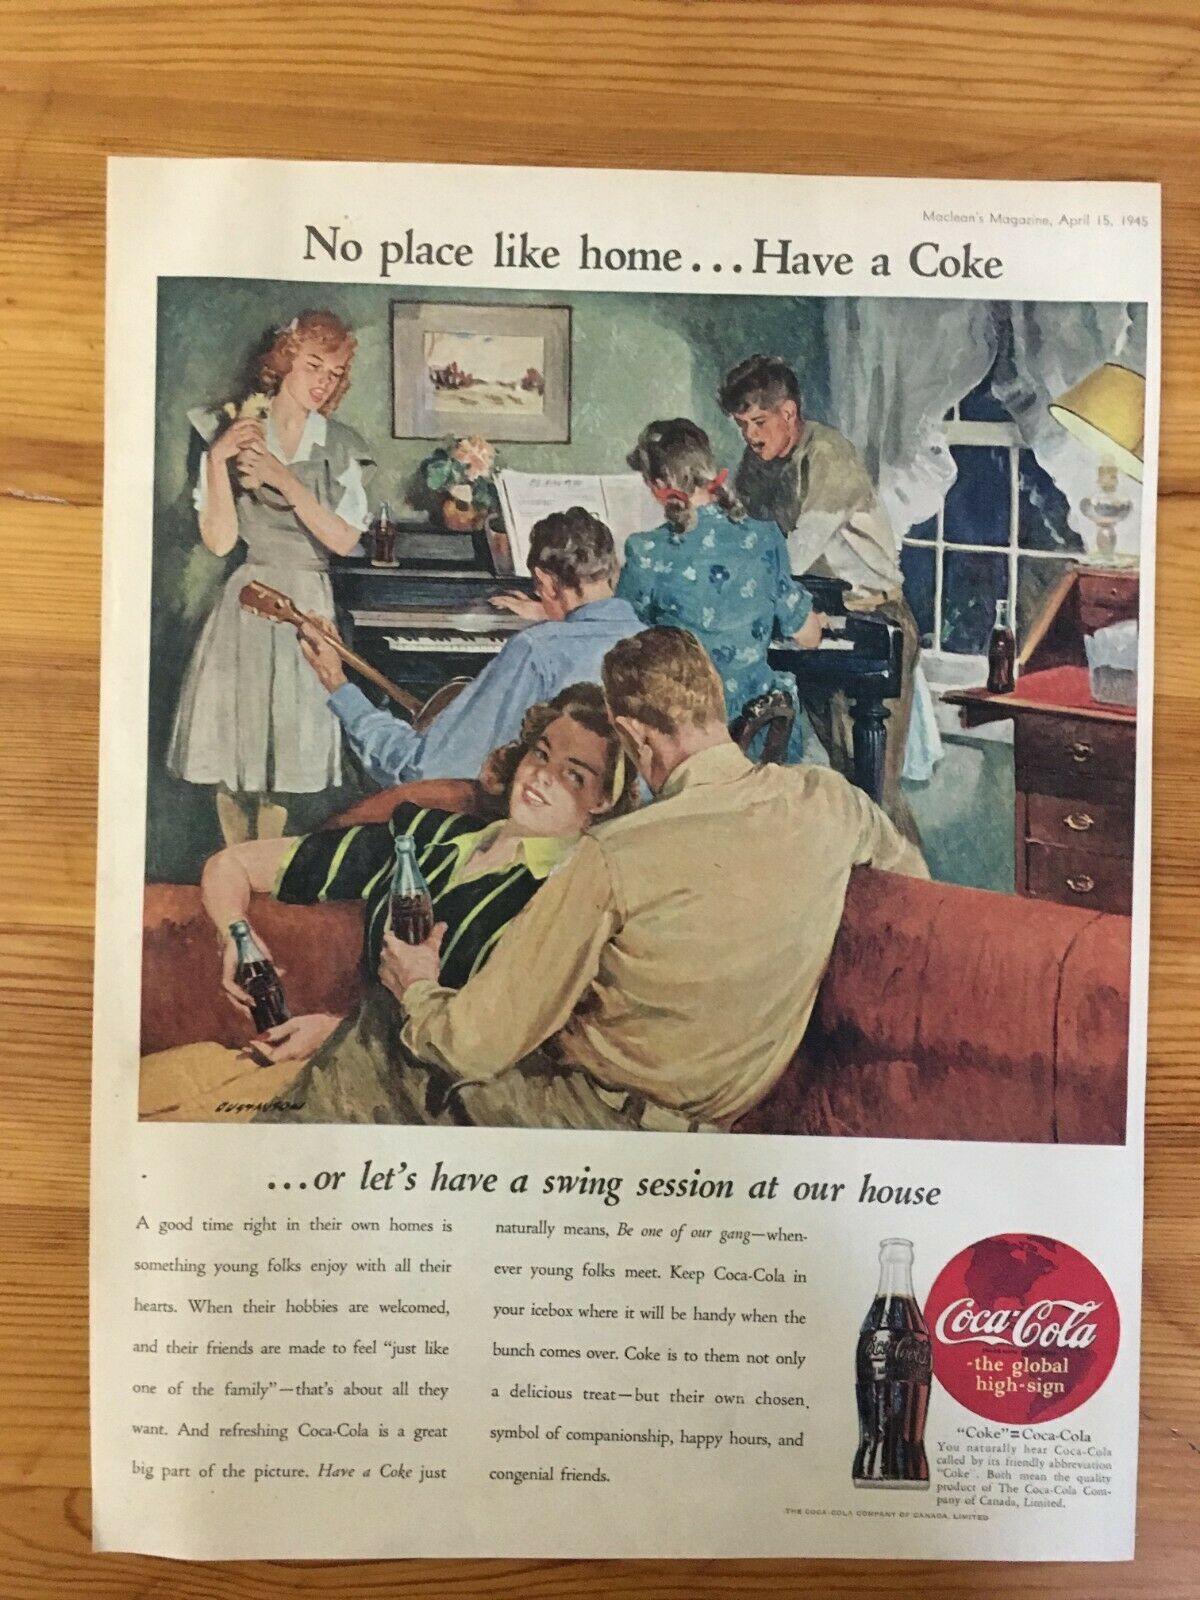 Maclean's Magazine, April 15, 1945
No place like home...Have a Coke
GUSTAVSON
...or let's have a swing session at our house
A good time right in their own homes is
something young folks enjoy with all their
hearts. When their hobbies are welcomed,
and their friends are made to feel “just like
one of the family”—that's about all they
want. And refreshing Coca-Cola is a great
big part of the picture. Have a Coke just
naturally means, Be one of our gang—when-
ever young folks meet. Keep Coca-Cola in
your icebox where it will be handy when the
bunch comes over. Coke is to them not only
a delicious treat—but their own chosen
symbol of companionship, happy hours, and
congenial friends.
Coca-Cola
Coca-Cola
-the global
high-sign
“Coke”=Coca-Cola
You naturally hear Coca-Cola
called by its friendly abbreviation
“Coke”. Both mean the quality
product of The Coca-Cola Com-
pany of Canada, Limited.
THE COCA-COLA COMPANY OF CANADA, LIMITED